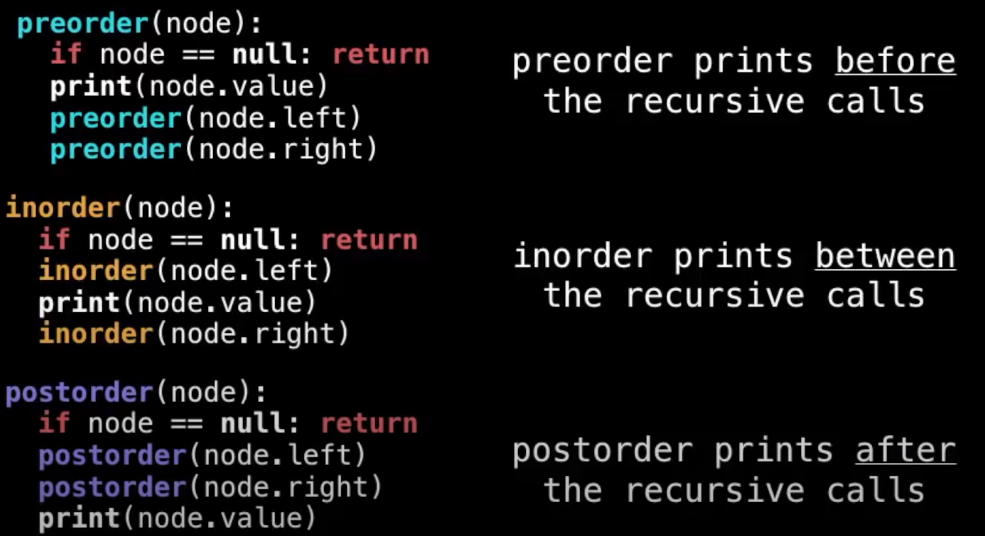 preorder(node):
if node == null: return
print(node.value)
preorder(node.left)
preorder(node.right)
preorder prints before
the recursive calls
inorder(node):
if node == null: return
inorder(node.left)
print(node.value)
inorder(node.right)
inorder prints between
the recursive calls
postorder(node):
if node == null: return
postorder(node.left)
postorder(node.right)
print(node.value)
postorder prints after
the recursive calls